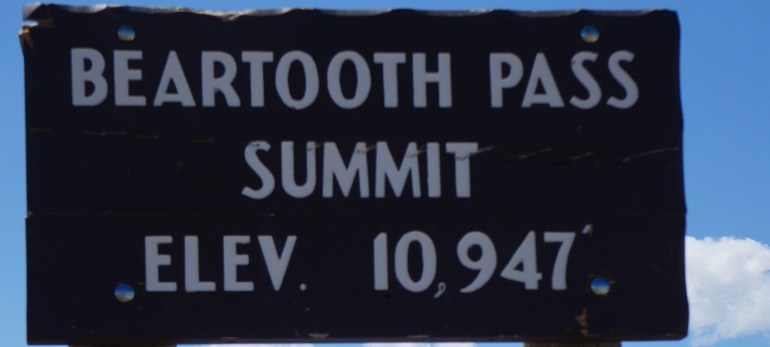 BEARTOOTH PASS
SUMMIT
ELEV. 10,947'